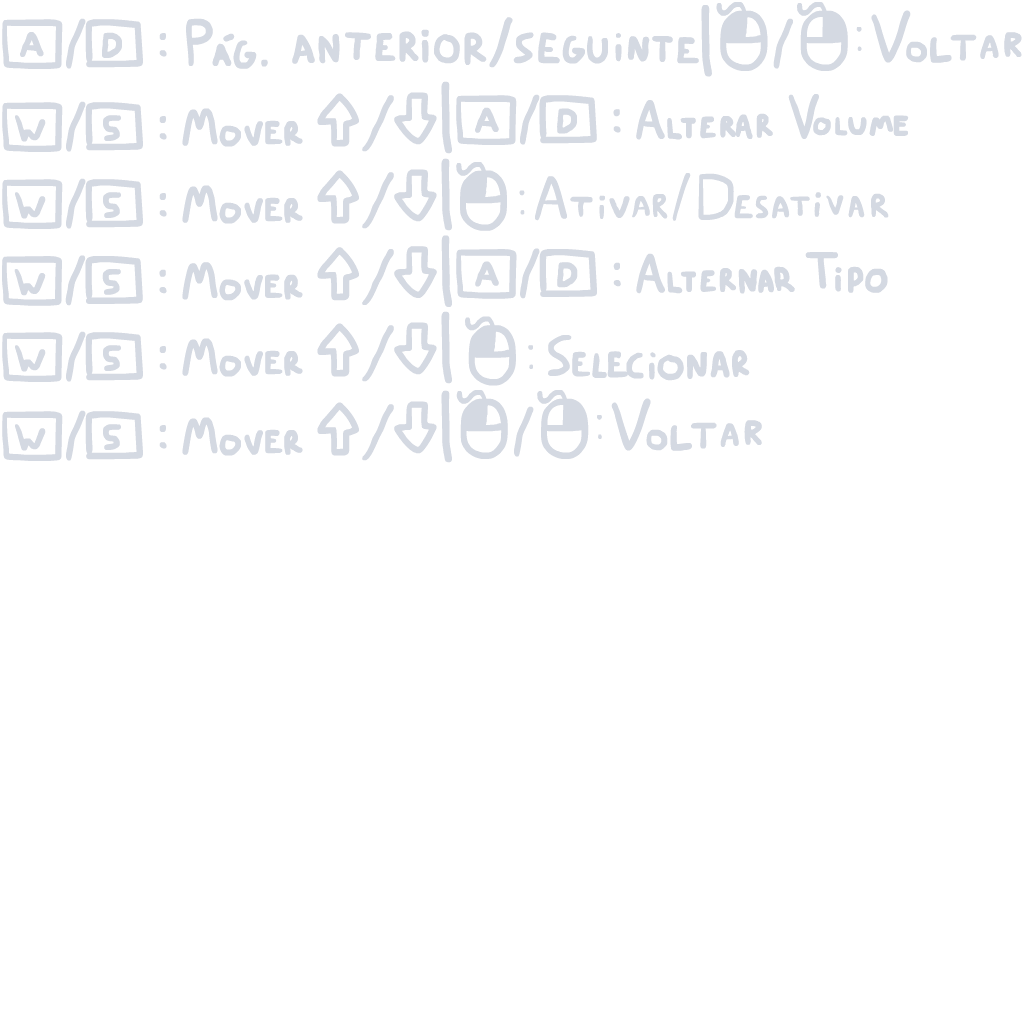 A/D : Pág. anterior/seguinte| / : Voltar
W/S : Mover ⇧/⇩|A/D : Alterar Volume
W/S : Mover ⇧/⇩| : Ativar/Desativar
W/S : Mover ⇧/⇩|A/D : Alternar Tipo
W/S : Mover ⇧/⇩| : Selecionar
W/S : Mover ⇧/⇩| / : Voltar